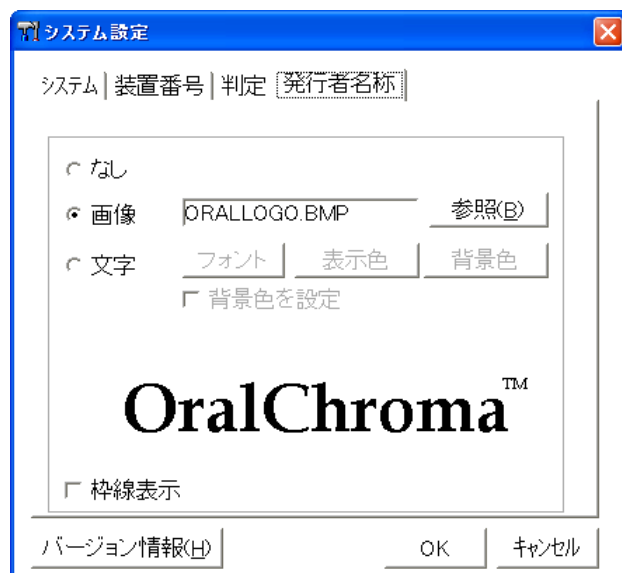 システム設定
システム 装置番号 判定 発行者名称
なし
画像 ORALLOGO.BMP 参照(B)
文字 フォント 表示色 背景色
背景色を設定
OralChroma™
枠線表示
バージョン情報(H) OK キャンセル